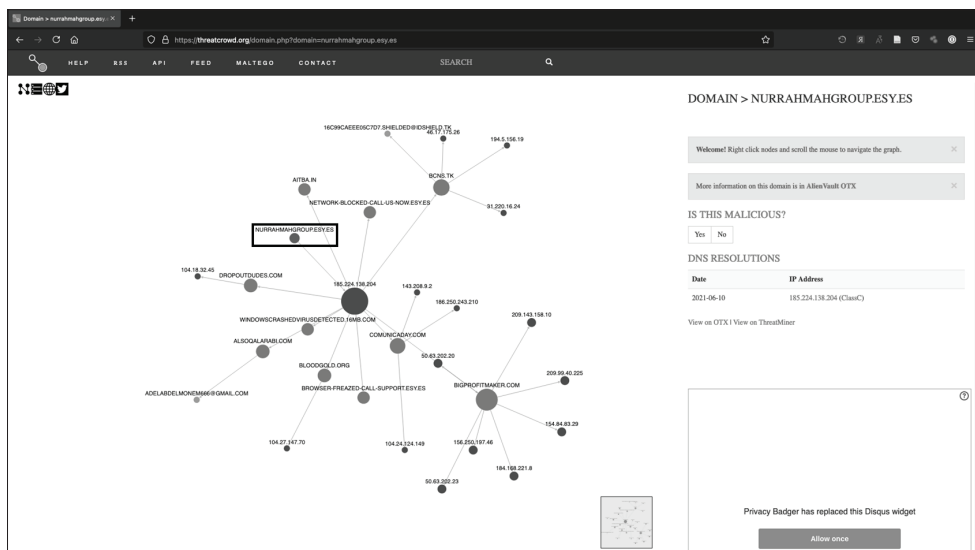 Domain > nurrahmahgroup.esy.
https://threatcrowd.org/domain.php?domain=nurrahmahgroup.esy.es
HELP RSS API FEED MALTEGO CONTACT SEARCH
DOMAIN > NURRAHMAHGROUP.ESY.ES
Welcome! Right click nodes and scroll the mouse to navigate the graph.
More information on this domain is in AlienVault OTX
IS THIS MALICIOUS?
Yes No
DNS RESOLUTIONS
Date IP Address
2021-06-10 185.224.138.204 (ClassC)
View on OTX | View on ThreatMiner
16C99CAEEE05C7D7.SHIELDED@IDSHIELD.TK
46.17.175.26
194.5.156.19
BCNS.TK
AITBA.IN
NETWORK-BLOCKED-CALL-US-NOW.ESY.ES
31.220.16.24
NURRAHMAHGROUP.ESY.ES
104.18.32.45
DROPOUTDUDES.COM
185.224.138.204
143.208.9.2
186.250.243.210
WINDOWSCRASHEDVIRUSDETECTED.16MB.COM
209.143.158.10
ALSOQALARABI.COM
COMUNICADAY.COM
50.63.202.20
BLOODGOLD.ORG
209.99.40.225
ADELABDELMONEM666@GMAIL.COM
BROWSER-FREAZED-CALL-SUPPORT.ESY.ES
BIGPROFITMAKER.COM
154.84.83.29
104.27.147.70
104.24.124.149
156.250.197.46
184.168.221.8
50.63.202.23
Privacy Badger has replaced this Disqus widget
Allow once